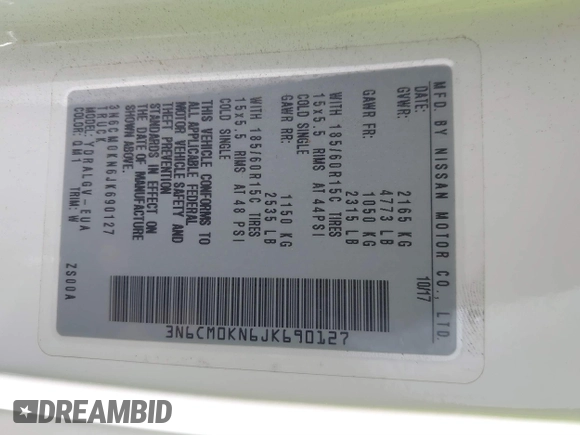 MFD. BY NISSAN MOTOR CO., LTD.
DATE: 10/17
GVWR: 2165 KG
4773 LB
GAWR FR: 1050 KG
2315 LB
WITH 185/60R15C TIRES
15x5.5 RIMS AT 44PSI
COLD SINGLE
GAWR RR: 1150 KG
2535 LB
WITH 185/60R15C TIRES
15x5.5 RIMS AT 48 PSI
COLD SINGLE
THIS VEHICLE CONFORMS TO
ALL APPLICABLE FEDERAL
MOTOR VEHICLE SAFETY AND
THEFT PREVENTION
STANDARDS IN EFFECT ON
THE DATE OF MANUFACTURE
SHOWN ABOVE.
3N6CM0KN6JK690127
TRUCK
COLOR: QM1 TRIM: W
ZS00A
3N6CM0KN6JK690127
DREAMBID